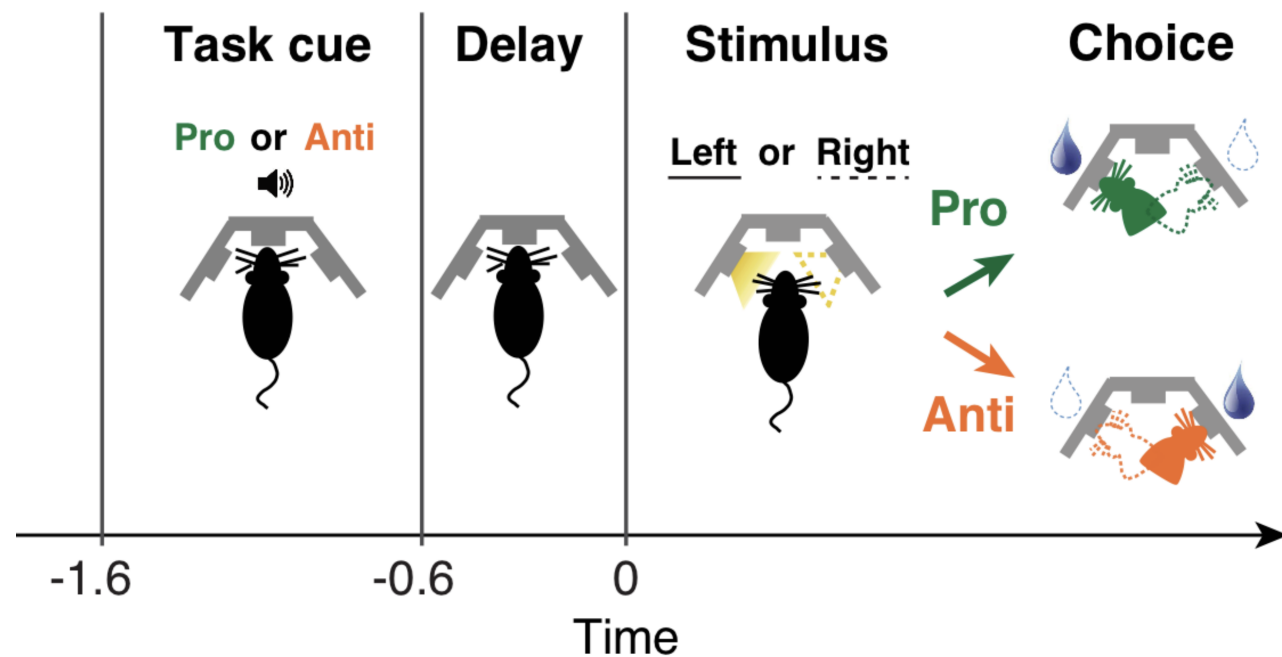 Task cue
Delay
Stimulus
Choice
Pro or Anti
Left or Right
Pro
Anti
-1.6
-0.6
0
Time